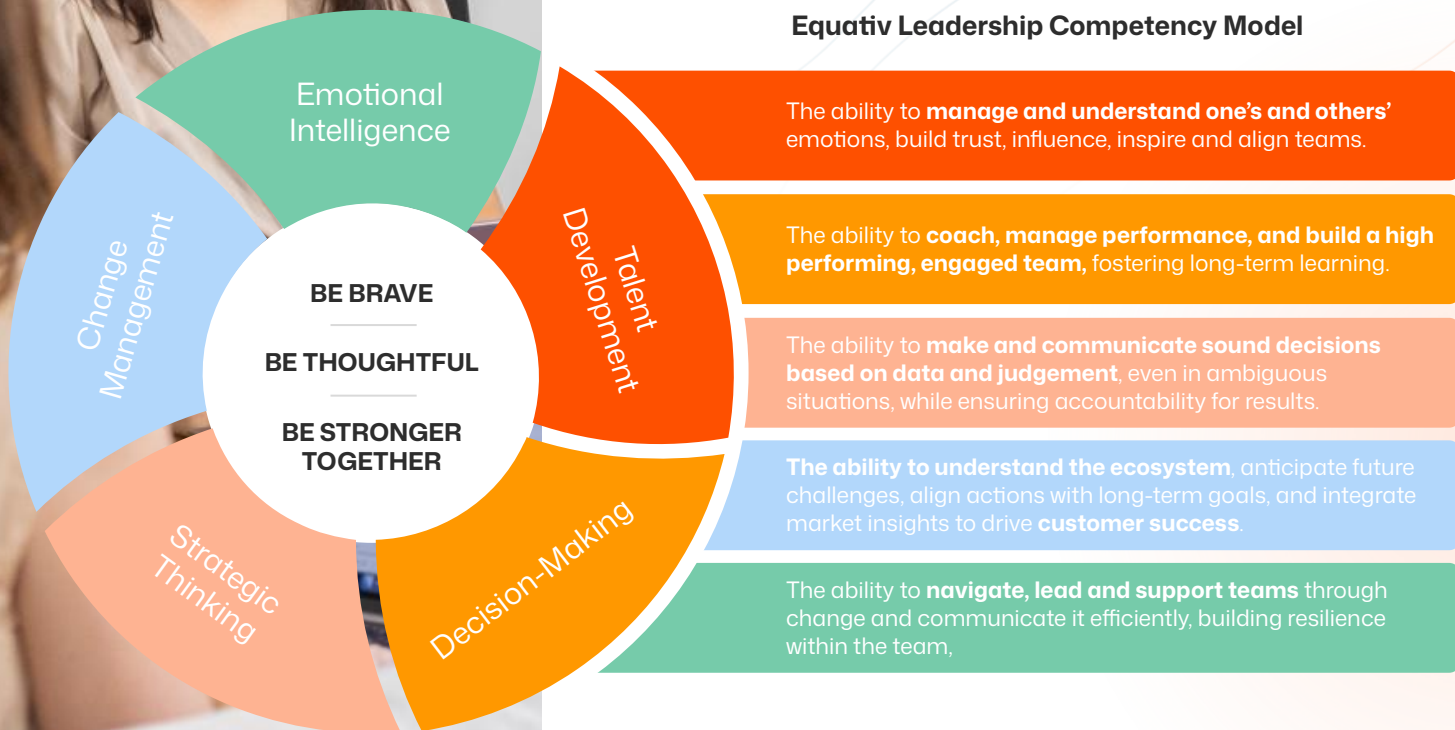 Equativ Leadership Competency Model
Emotional
Intelligence
Talent
Development
Decision-Making
Strategic
Thinking
Change
Management
BE BRAVE
BE THOUGHTFUL
BE STRONGER
TOGETHER
The ability to manage and understand one’s and others’
emotions, build trust, influence, inspire and align teams.
The ability to coach, manage performance, and build a high
performing, engaged team, fostering long-term learning.
The ability to make and communicate sound decisions
based on data and judgement, even in ambiguous
situations, while ensuring accountability for results.
The ability to understand the ecosystem, anticipate future
challenges, align actions with long-term goals, and integrate
market insights to drive customer success.
The ability to navigate, lead and support teams through
change and communicate it efficiently, building resilience
within the team,